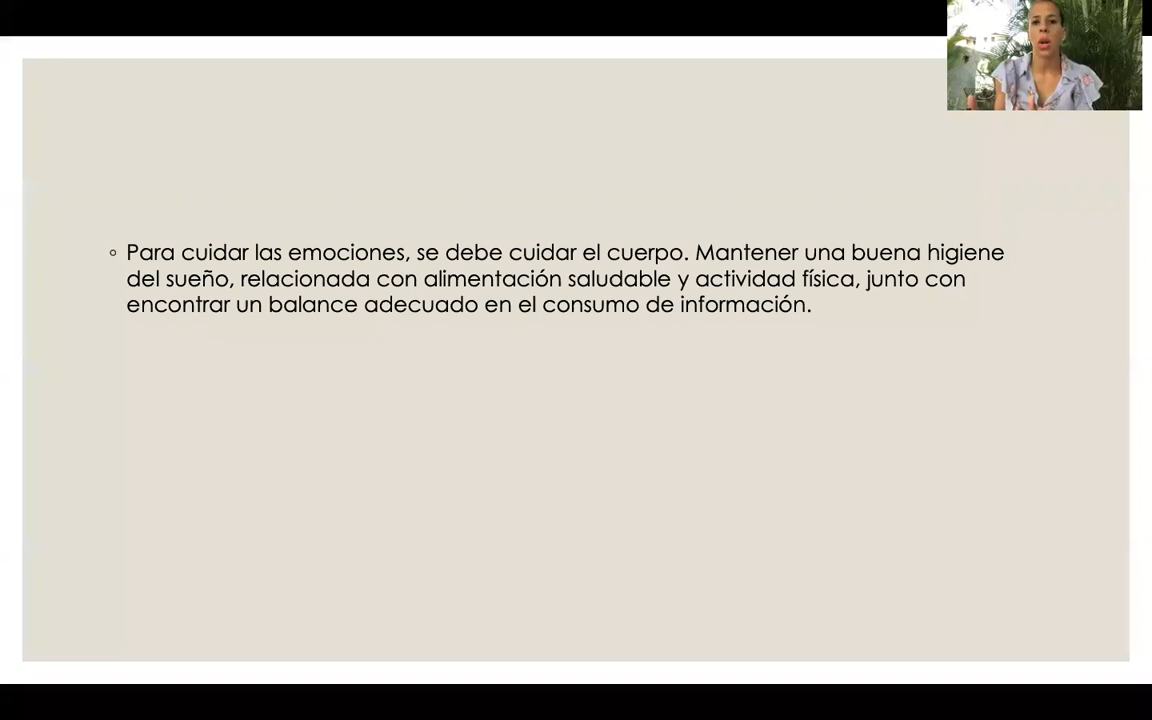 ◦ Para cuidar las emociones, se debe cuidar el cuerpo. Mantener una buena higiene
del sueño, relacionada con alimentación saludable y actividad física, junto con
encontrar un balance adecuado en el consumo de información.